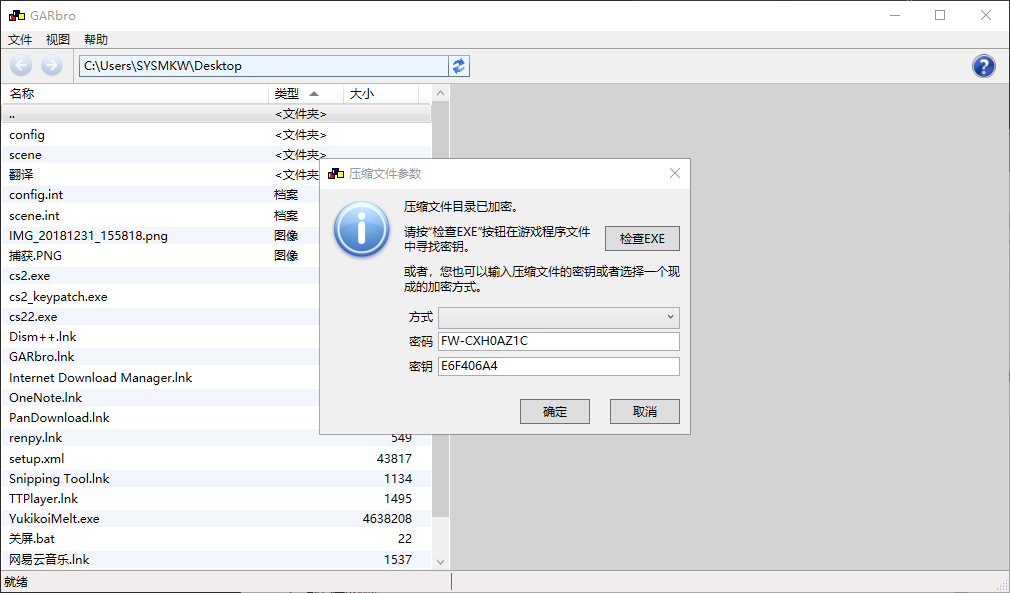 GARbro
文件 视图 帮助
C:\Users\SYSMKW\Desktop
名称 类型 大小
.. <文件夹>
config <文件夹>
scene <文件夹>
翻译 <文件夹
config.int 档案
scene.int 档案
IMG_20181231_155818.png 图像
捕获.PNG 图像
cs2.exe
cs2_keypatch.exe
cs22.exe
Dism++.lnk
GARbro.lnk
Internet Download Manager.lnk
OneNote.lnk
PanDownload.lnk
renpy.lnk 549
setup.xml 43817
Snipping Tool.lnk 1134
TTPlayer.lnk 1495
YukikoiMelt.exe 4638208
关屏.bat 22
网易云音乐.lnk 1537
就绪
压缩文件参数
压缩文件目录已加密。
请按“检查EXE”按钮在游戏程序文件
中寻找密钥。
检查EXE
或者，您也可以输入压缩文件的密钥或者选择一个现
成的加密方式。
方式
密码 FW-CXH0AZ1C
密钥 E6F406A4
确定 取消